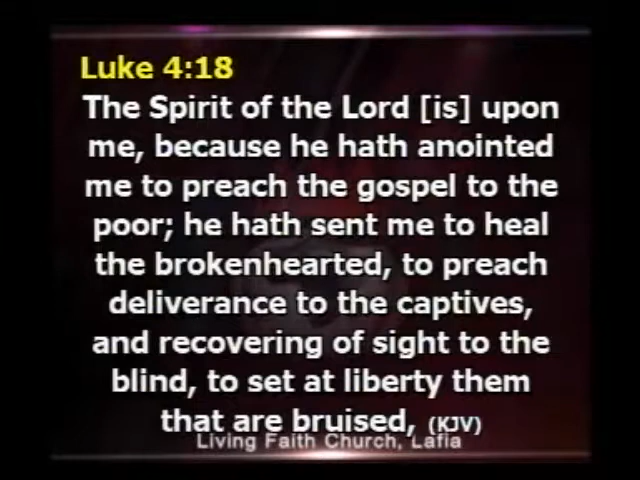 Luke 4:18
The Spirit of the Lord [is] upon
me, because he hath anointed
me to preach the gospel to the
poor; he hath sent me to heal
the brokenhearted, to preach
deliverance to the captives,
and recovering of sight to the
blind, to set at liberty them
that are bruised, (KJV)
Living Faith Church, Lafia